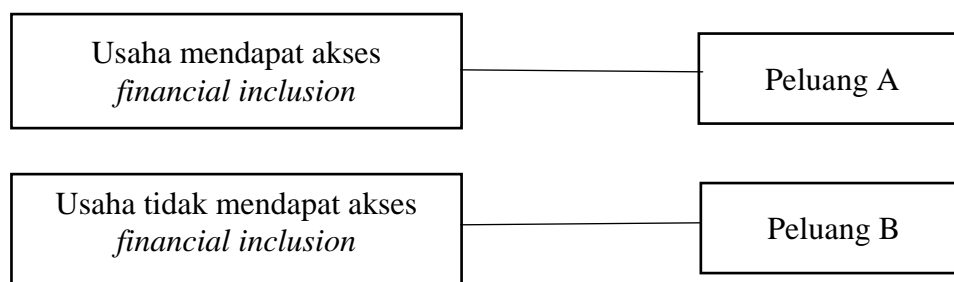 Usaha mendapat akses
financial inclusion
Peluang A
Usaha tidak mendapat akses
financial inclusion
Peluang B